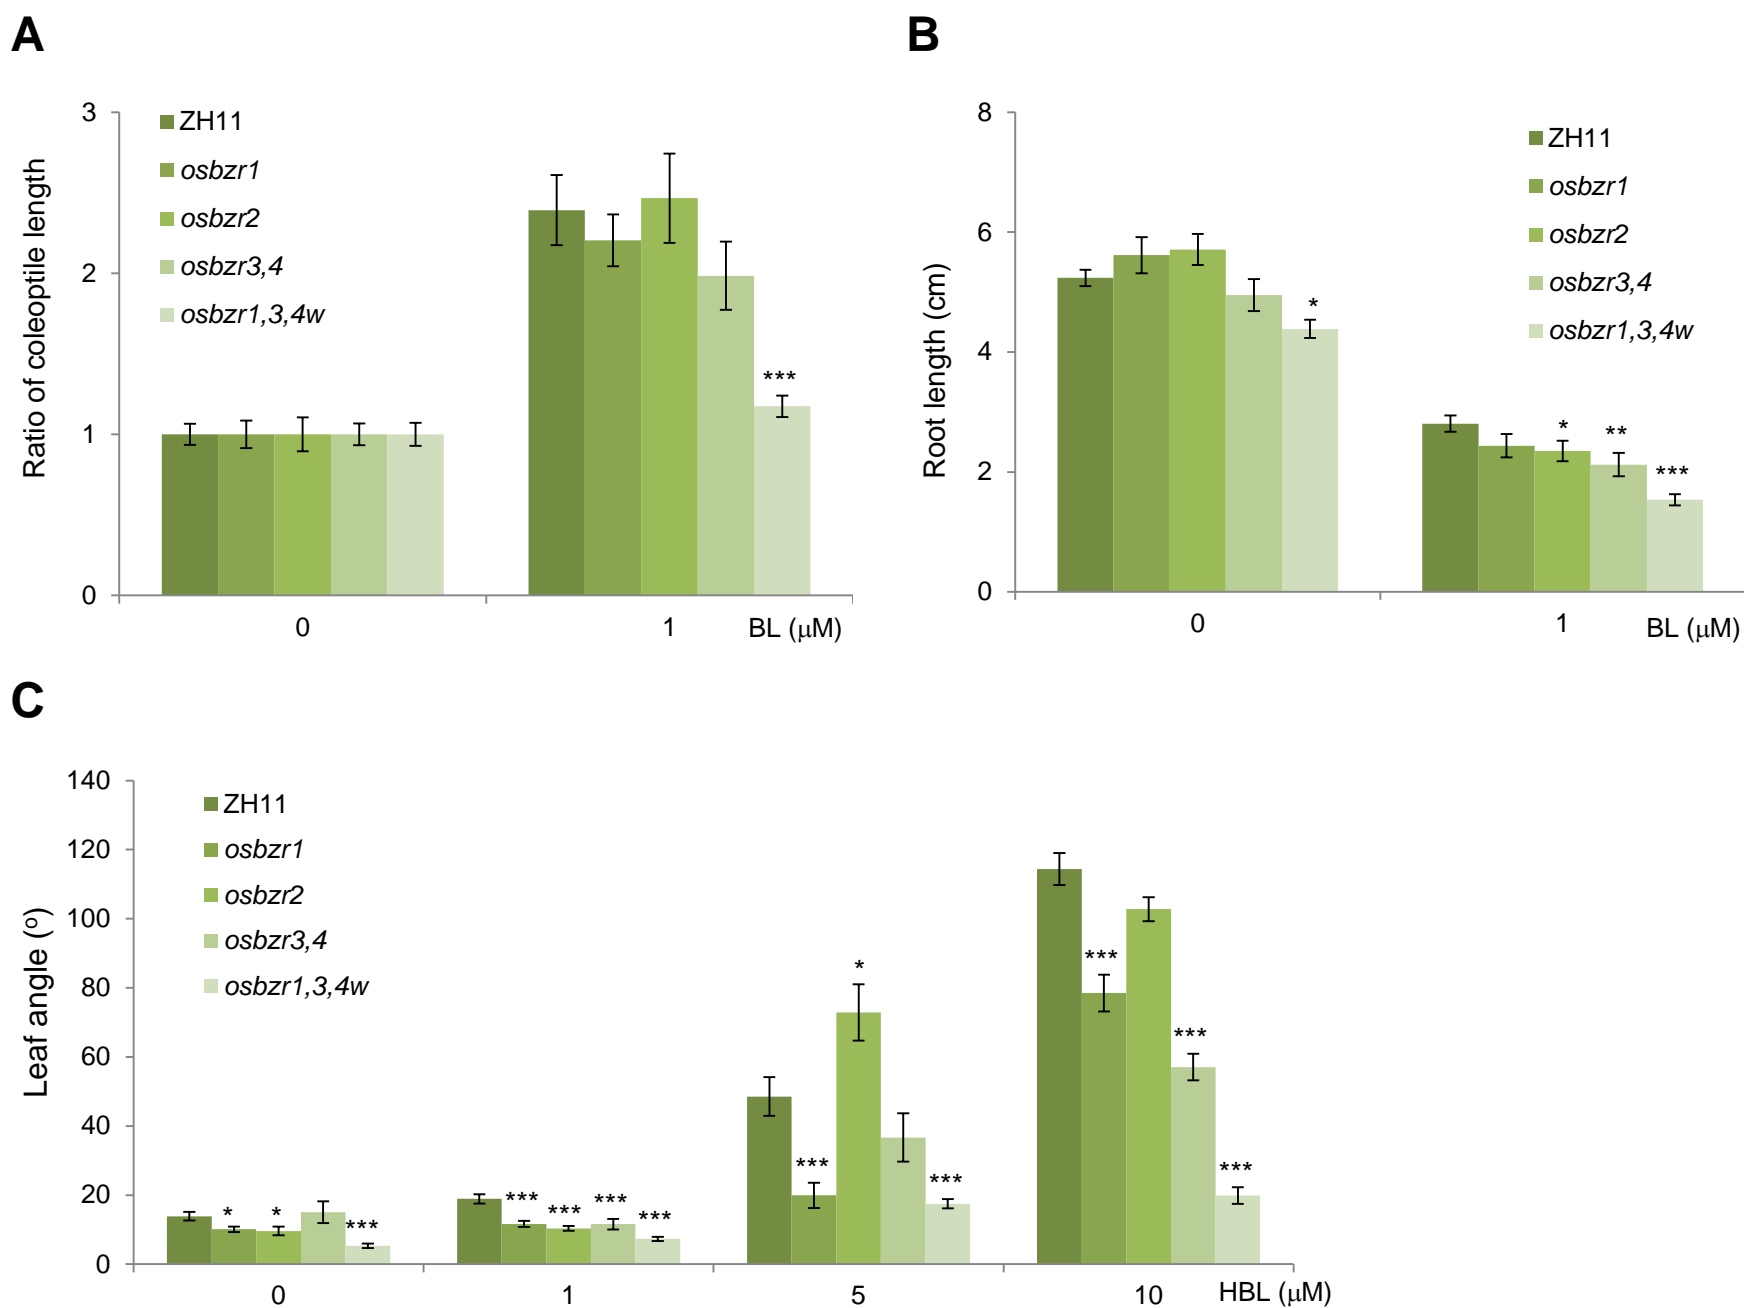 A
Ratio of coleoptile length
3
2
1
0
ZH11
osbzr1
osbzr2
osbzr3,4
osbzr1,3,4w
***
0
1
BL (μM)
B
Root length (cm)
8
6
4
2
0
ZH11
osbzr1
osbzr2
osbzr3,4
osbzr1,3,4w
*
*
**
***
0
1
BL (μM)
C
Leaf angle (º)
140
120
100
80
60
40
20
0
ZH11
osbzr1
osbzr2
osbzr3,4
osbzr1,3,4w
*
*
***
***
***
***
***
***
*
***
***
***
***
0
1
5
10
HBL (μM)